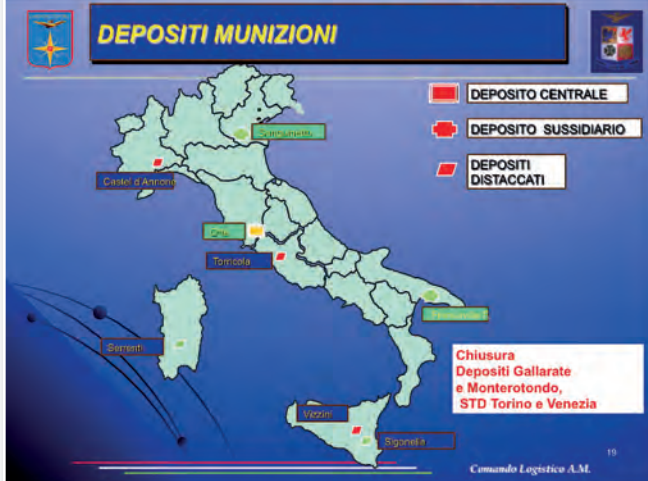 DEPOSITI MUNIZIONI
DEPOSITO CENTRALE
DEPOSITO SUSSIDIARIO
DEPOSITI
DISTACCATI
Castel d'Annone
Orte
Torricola
Serrenti
Vizzini
Sigonella
Chiusura
Depositi Gallarate
e Monterotondo,
STD Torino e Venezia
19
Comando Logistico A.M.